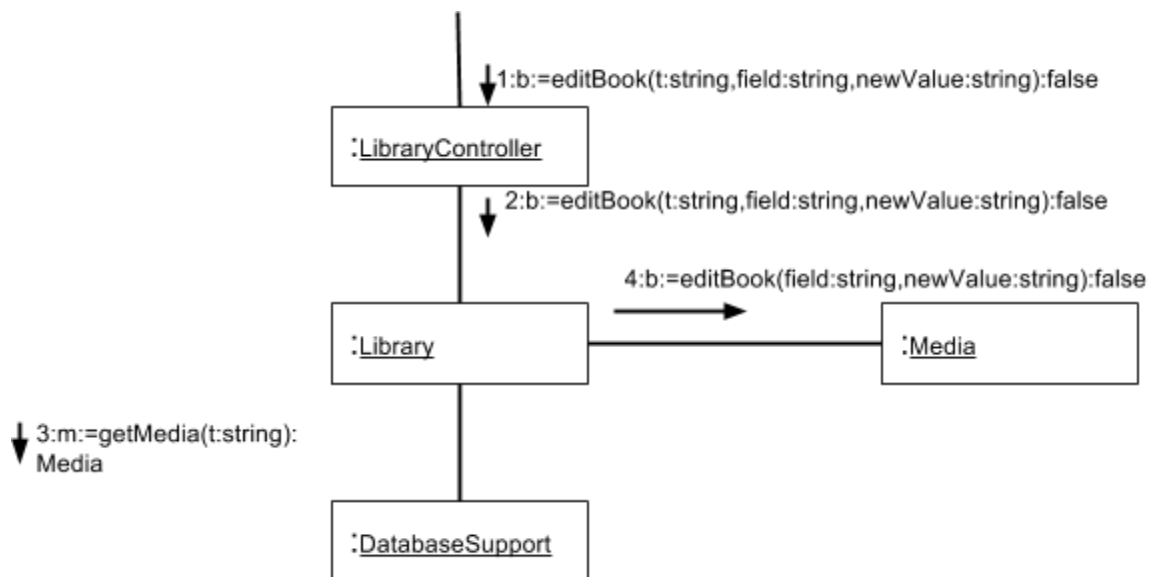 1:b:=editBook(t:string,field:string,newValue:string):false
:LibraryController
2:b:=editBook(t:string,field:string,newValue:string):false
4:b:=editBook(field:string,newValue:string):false
:Library
:Media
3:m:=getMedia(t:string):
Media
:DatabaseSupport